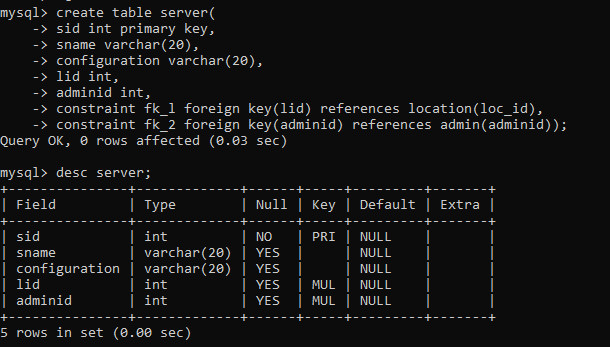 mysql> create table server(
    -> sid int primary key,
    -> sname varchar(20),
    -> configuration varchar(20),
    -> lid int,
    -> adminid int,
    -> constraint fk_l foreign key(lid) references location(loc_id),
    -> constraint fk_2 foreign key(adminid) references admin(adminid));
Query OK, 0 rows affected (0.03 sec)

mysql> desc server;
+---------------+-------------+------+-----+---------+-------+
| Field         | Type        | Null | Key | Default | Extra |
+---------------+-------------+------+-----+---------+-------+
| sid           | int         | NO   | PRI | NULL    |       |
| sname         | varchar(20) | YES  |     | NULL    |       |
| configuration | varchar(20) | YES  |     | NULL    |       |
| lid           | int         | YES  | MUL | NULL    |       |
| adminid       | int         | YES  | MUL | NULL    |       |
+---------------+-------------+------+-----+---------+-------+
5 rows in set (0.00 sec)